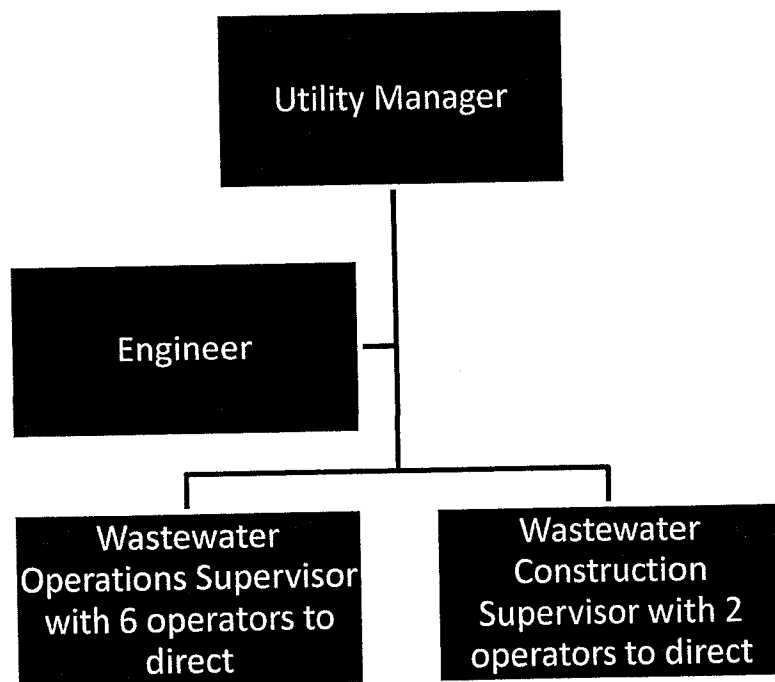 Utility Manager
Engineer
Wastewater
Operations Supervisor
with 6 operators to
direct
Wastewater
Construction
Supervisor with 2
operators to direct